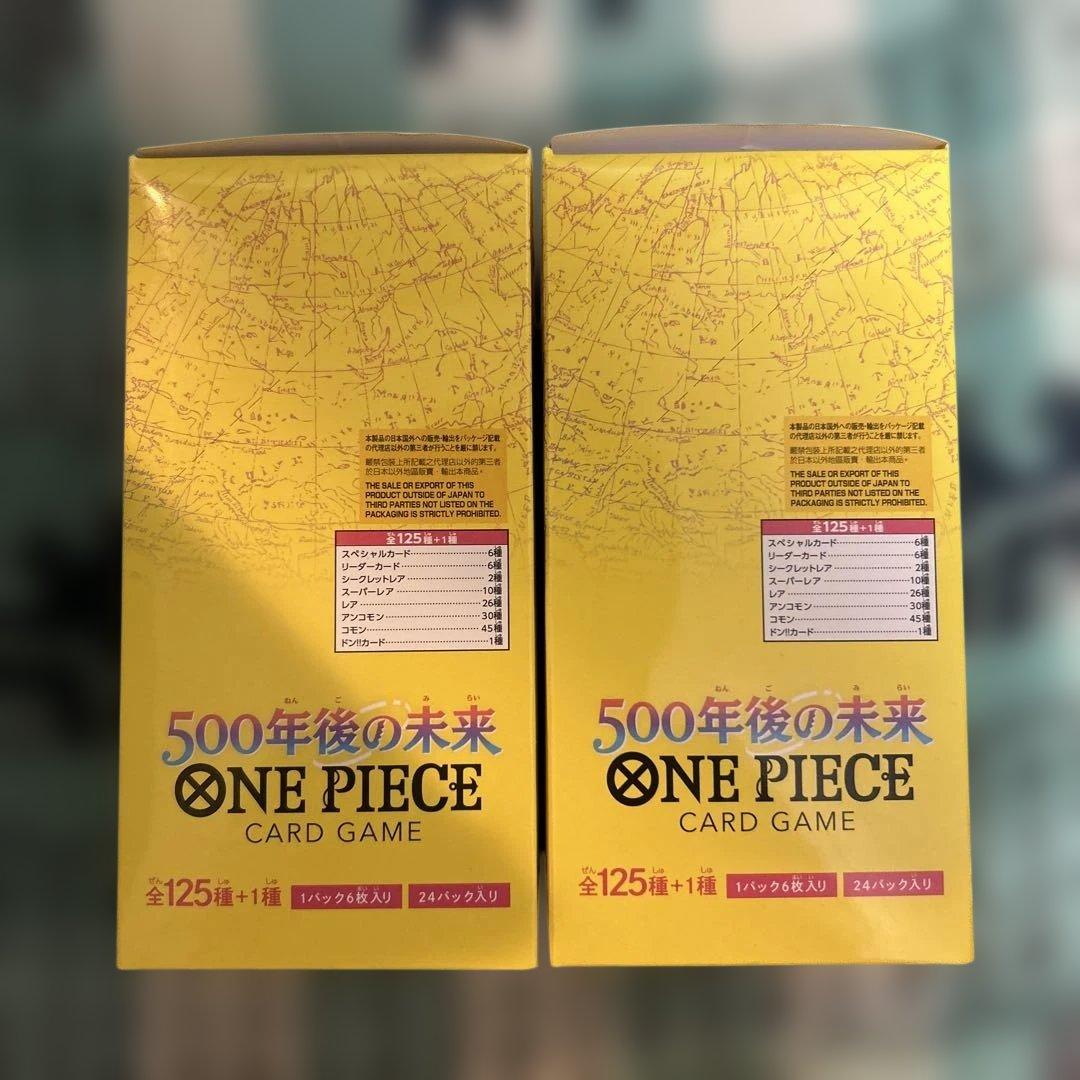 本製品の日本国外への販売・輸出をパッケージ記載
の代理店以外の第三者が行うことを厳に禁じます。
嚴禁包裝上所記載之代理店以外的第三者
於日本以外地區販賣・輸出本商品。
THE SALE OR EXPORT OF THIS
PRODUCT OUTSIDE OF JAPAN TO
THIRD PARTIES NOT LISTED ON THE
PACKAGING IS STRICTLY PROHIBITED.
全125種+1種
スペシャルカード 6種
リーダーカード 6種
シークレットレア 2種
スーパーレア 10種
レア 26種
アンコモン 30種
コモン 45種
ドン!!カード 1種
500年後の未来
ONE PIECE
CARD GAME
全125種+1種 1パック6枚入り 24パック入り
本製品の日本国外への販売・輸出をパッケージ記載
の代理店以外の第三者が行うことを厳に禁じます。
嚴禁包裝上所記載之代理店以外的第三者
於日本以外地區販賣・輸出本商品。
THE SALE OR EXPORT OF THIS
PRODUCT OUTSIDE OF JAPAN TO
THIRD PARTIES NOT LISTED ON THE
PACKAGING IS STRICTLY PROHIBITED.
全125種+1種
スペシャルカード 6種
リーダーカード 6種
シークレットレア 2種
スーパーレア 10種
レア 26種
アンコモン 30種
コモン 45種
ドン!!カード 1種
500年後の未来
ONE PIECE
CARD GAME
全125種+1種 1パック6枚入り 24パック入り